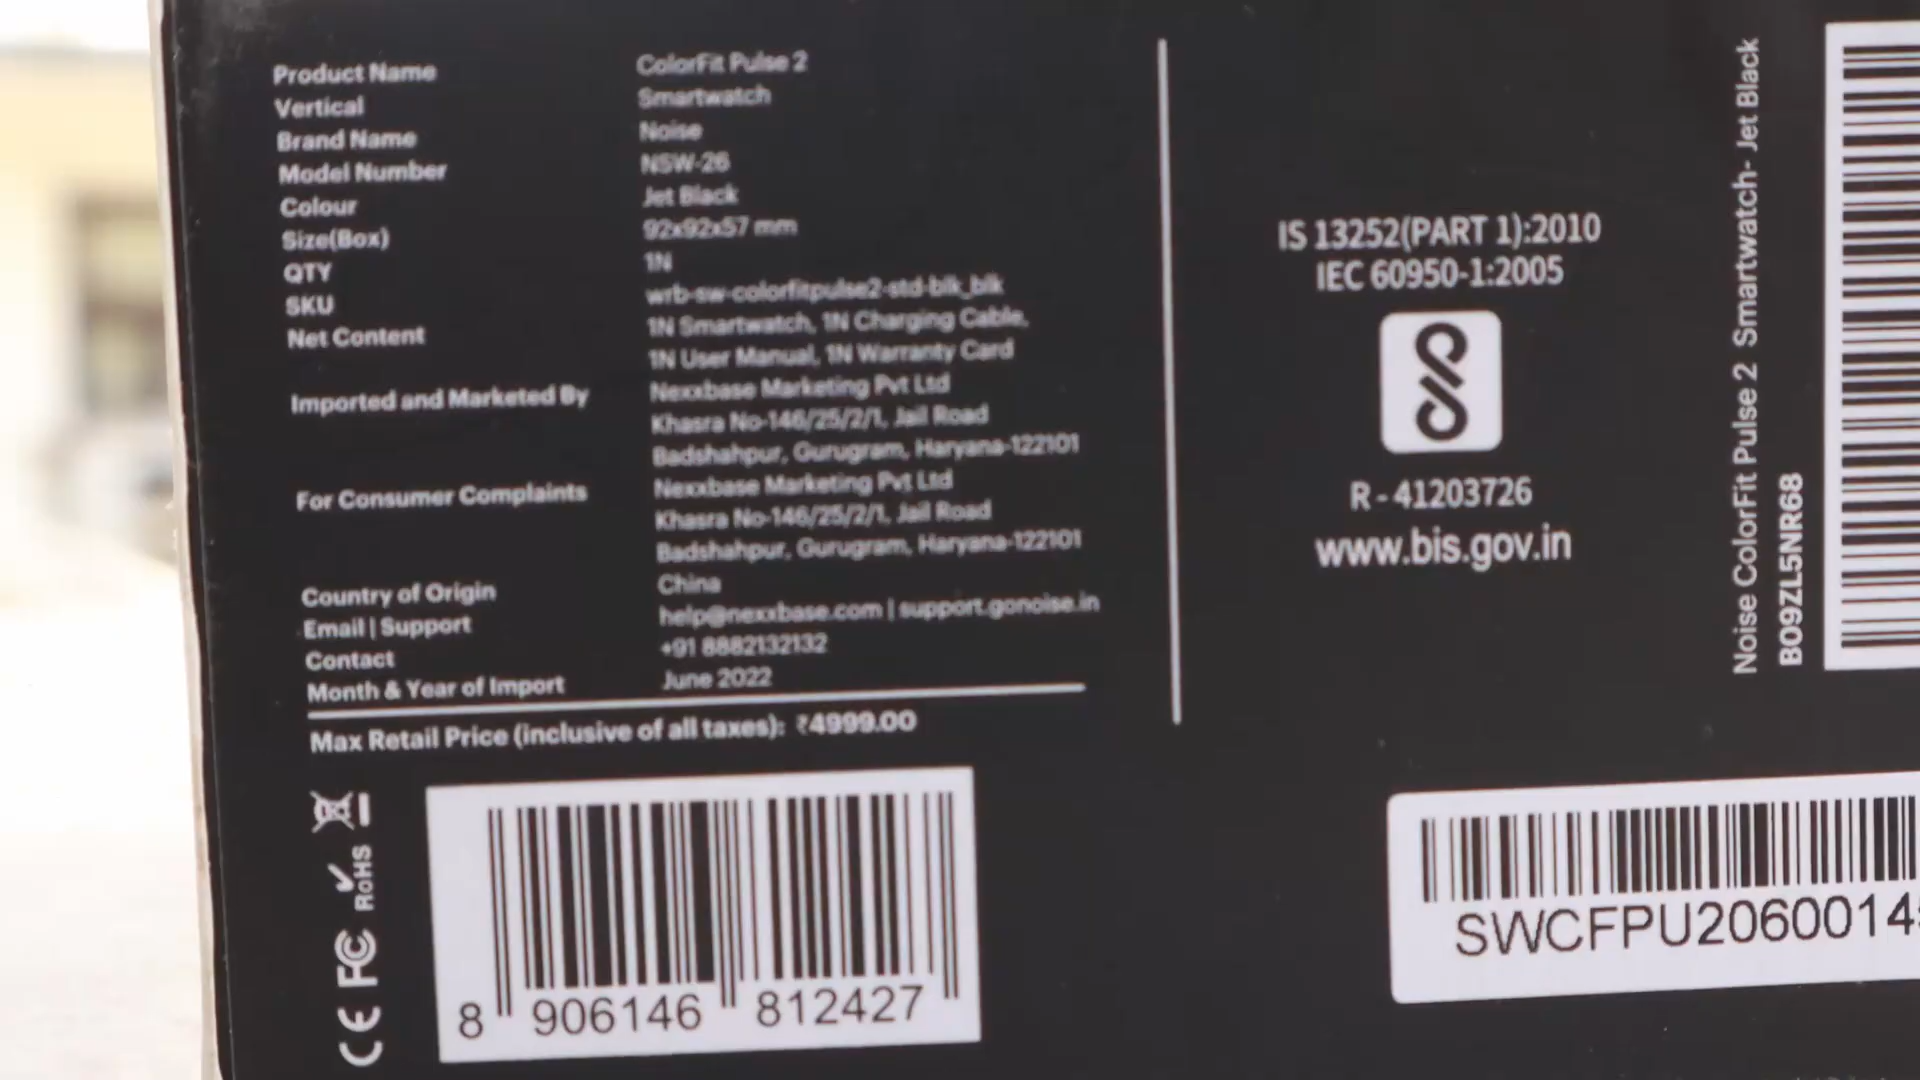 Product Name ColorFit Pulse 2
Vertical Smartwatch
Brand Name Noise
Model Number NSW-26
Colour Jet Black
Size(Box) 92x92x57 mm
QTY 1N
SKU wrb-sw-colorfitpulse2-std-blk_blk
Net Content 1N Smartwatch, 1N Charging Cable,
1N User Manual, 1N Warranty Card
Imported and Marketed By Nexxbase Marketing Pvt Ltd
Khasra No-146/25/2/1, Jail Road
Badshahpur, Gurugram, Haryana-122101
For Consumer Complaints Nexxbase Marketing Pvt Ltd
Khasra No-146/25/2/1, Jail Road
Badshahpur, Gurugram, Haryana-122101
Country of Origin China
Email | Support help@nexxbase.com | support.gonoise.in
Contact +91 8882132132
Month & Year of Import June 2022
Max Retail Price (inclusive of all taxes): ₹4999.00
CE FC RoHS
8 906146 812427
IS 13252(PART 1):2010
IEC 60950-1:2005
R - 41203726
www.bis.gov.in
Noise ColorFit Pulse 2 Smartwatch- Jet Black
B09ZL5NR68
SWCFPU2060014